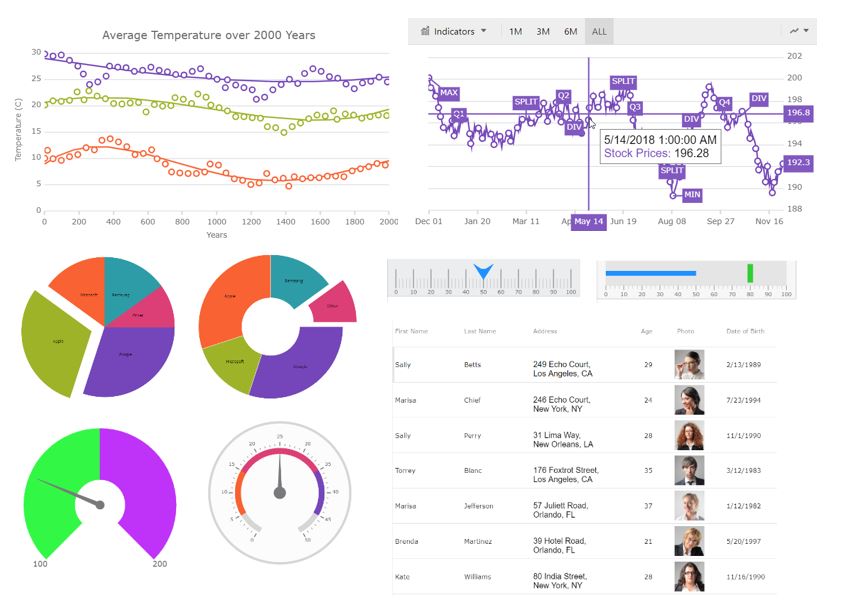 Average Temperature over 2000 Years
Temperature (C)
30
25
20
15
10
5
0
0 200 400 600 800 1000 1200 1400 1600 1800 2000
Years
Indicators 1M 3M 6M ALL
202
200
198
196.8
196
194
192.3
190
188
MAX
Q1
SPLIT
Q2
DIV
SPLIT
Q3
SPLIT
MIN
DIV
Q4
DIV
5/14/2018 1:00:00 AM
Stock Prices: 196.28
Dec 01 Jan 20 Mar 11 Ap May 14 Jun 19 Aug 08 Sep 27 Nov 16
Microsoft
Samsung
Other
Apple
Google
Samsung
Other
Apple
Microsoft
Google
0 10 20 30 40 50 60 70 80 90 100
0 10 20 30 40 50 60 70 80 90 100
First Name Last Name Address Age Photo Date of Birth
Sally Betts 249 Echo Court, 29 2/13/1989
Los Angeles, CA
Marisa Chief 246 Echo Court, 24 7/23/1994
New York, NY
Sally Perry 31 Lima Way, 28 11/1/1990
New Orleans, LA
Torrey Blanc 176 Foxtrot Street, 35 3/12/1983
Los Angeles, CA
Marisa Jefferson 57 Juliett Road, 37 1/12/1982
Orlando, FL
Brenda Martinez 39 Hotel Road, 21 5/20/1997
Orlando, FL
Kate Williams 80 India Street, 28 11/16/1990
New York, NY
100 200
0
5
10
15
20
25
30
35
40
45
50